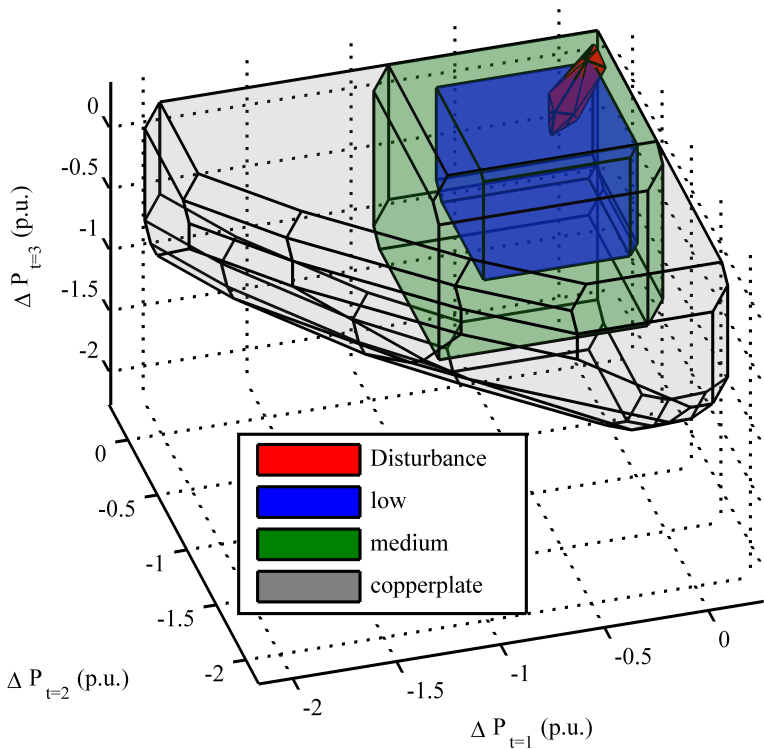 0
-0.5
-1
-1.5
-2
Δ P t=3 (p.u.)
0
-0.5
-1
-1.5
-2
Δ P t=2 (p.u.)
-2
-1.5
-1
-0.5
0
Δ P t=1 (p.u.)
Disturbance
low
medium
copperplate